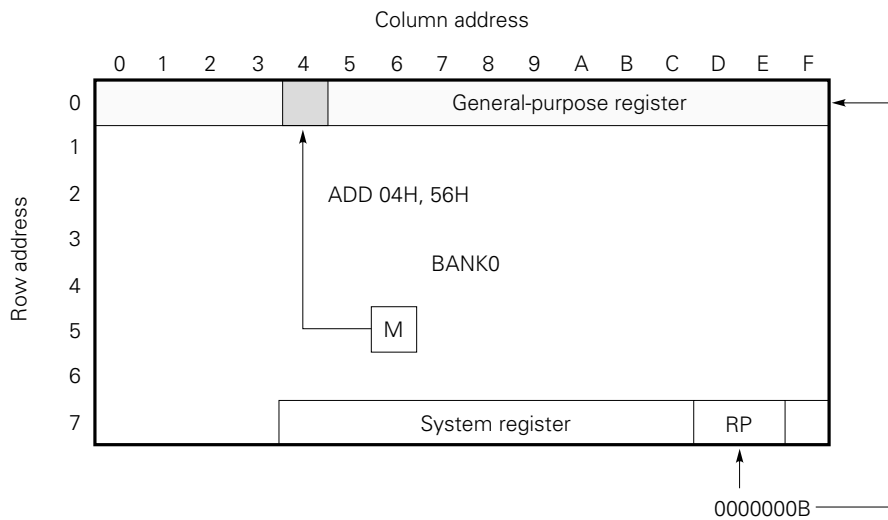 Column address
0 1 2 3 4 5 6 7 8 9 A B C D E F
0 General-purpose register
1
2 ADD 04H, 56H
3
BANK0
4
5 M
6
7 System register RP
Row address
0000000B